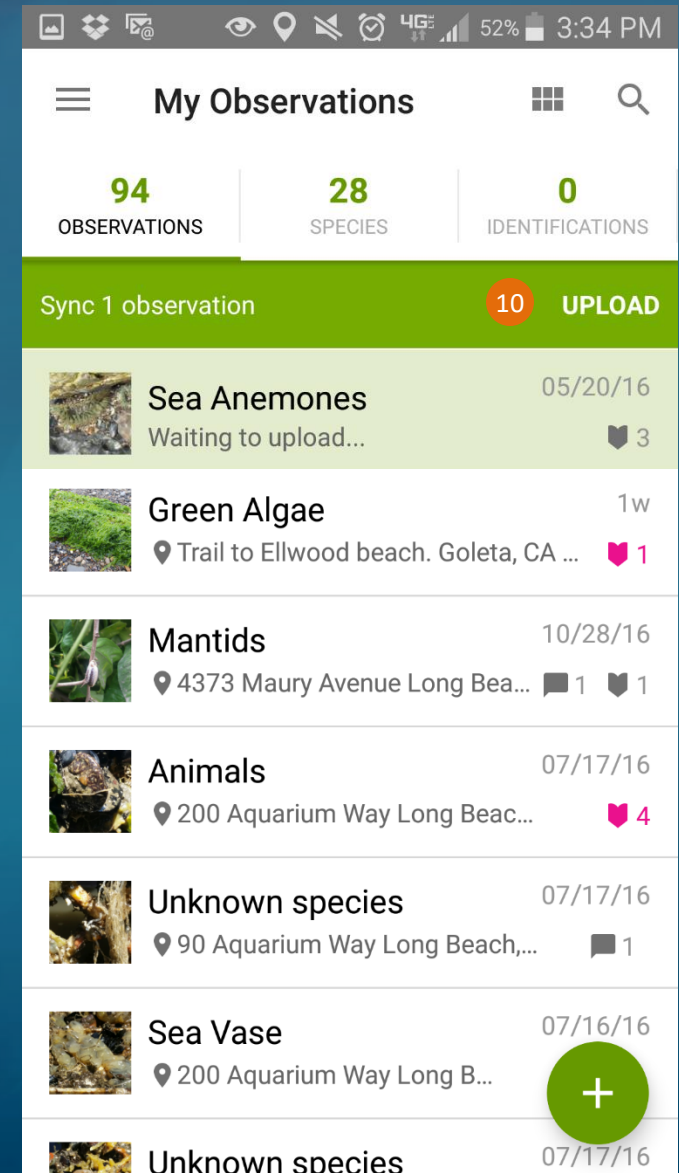 4G LTE 52% 3:34 PM
My Observations
94 28 0
OBSERVATIONS SPECIES IDENTIFICATIONS
Sync 1 observation 10 UPLOAD
Sea Anemones 05/20/16
Waiting to upload... 3
Green Algae 1w
Trail to Ellwood beach. Goleta, CA ... 1
Mantids 10/28/16
4373 Maury Avenue Long Bea... 1 1
Animals 07/17/16
200 Aquarium Way Long Beac... 4
Unknown species 07/17/16
90 Aquarium Way Long Beach,... 1
Sea Vase 07/16/16
200 Aquarium Way Long B...
+
Unknown species 07/17/16